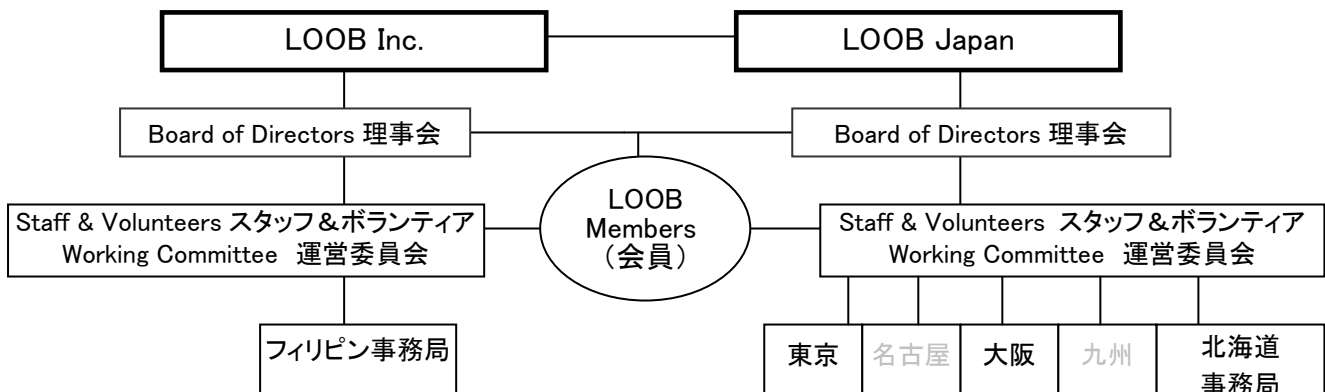 LOOB Inc.
LOOB Japan
Board of Directors 理事会
Board of Directors 理事会
LOOB
Members
(会員)
Staff & Volunteers スタッフ&ボランティア
Working Committee 運営委員会
Staff & Volunteers スタッフ&ボランティア
Working Committee 運営委員会
フィリピン事務局
東京
名古屋
大阪
九州
北海道
事務局